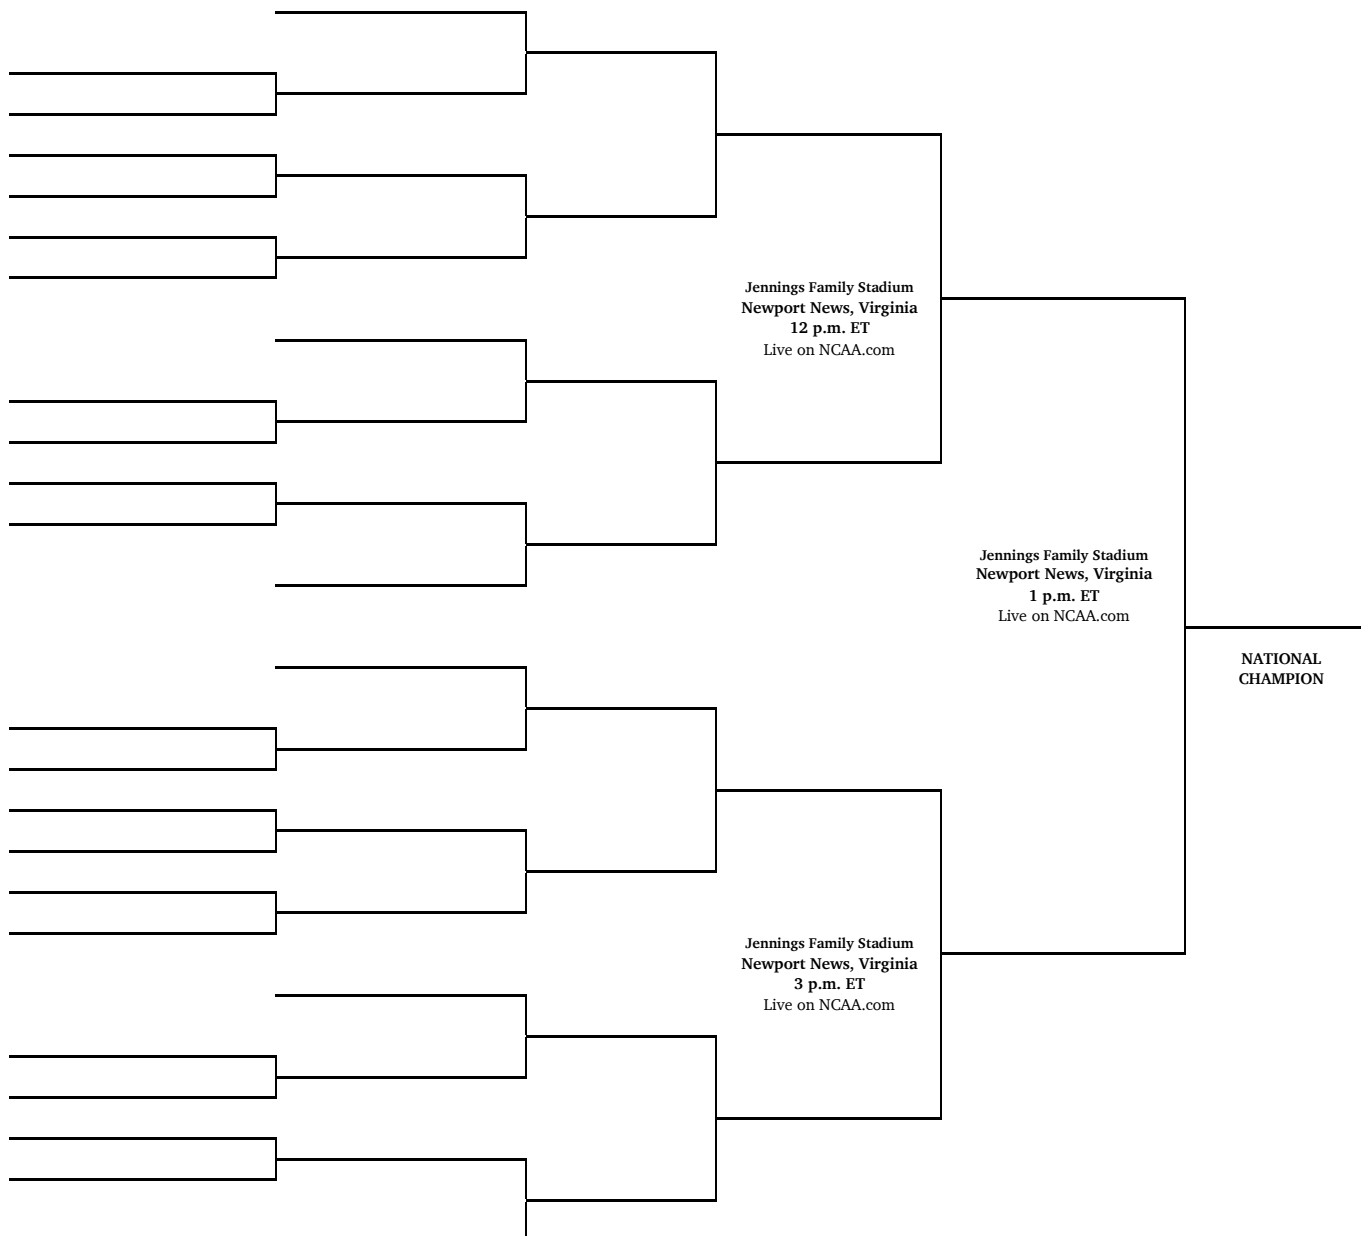 Jennings Family Stadium
Newport News, Virginia
12 p.m. ET
Live on NCAA.com
Jennings Family Stadium
Newport News, Virginia
1 p.m. ET
Live on NCAA.com
NATIONAL
CHAMPION
Jennings Family Stadium
Newport News, Virginia
3 p.m. ET
Live on NCAA.com